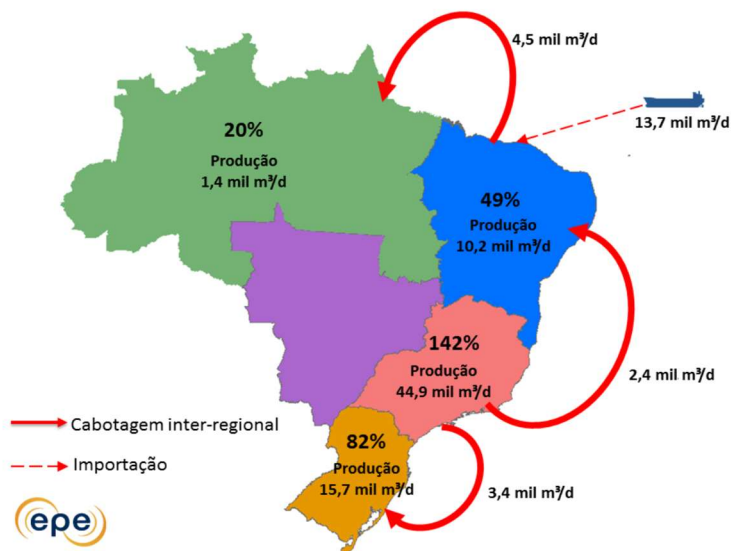 4,5 mil m³/d
13,7 mil m³/d
20%
Produção
1,4 mil m³/d
49%
Produção
10,2 mil m³/d
142%
Produção
44,9 mil m³/d
2,4 mil m³/d
Cabotagem inter-regional
82%
Produção
15,7 mil m³/d
Importação
3,4 mil m³/d
epe